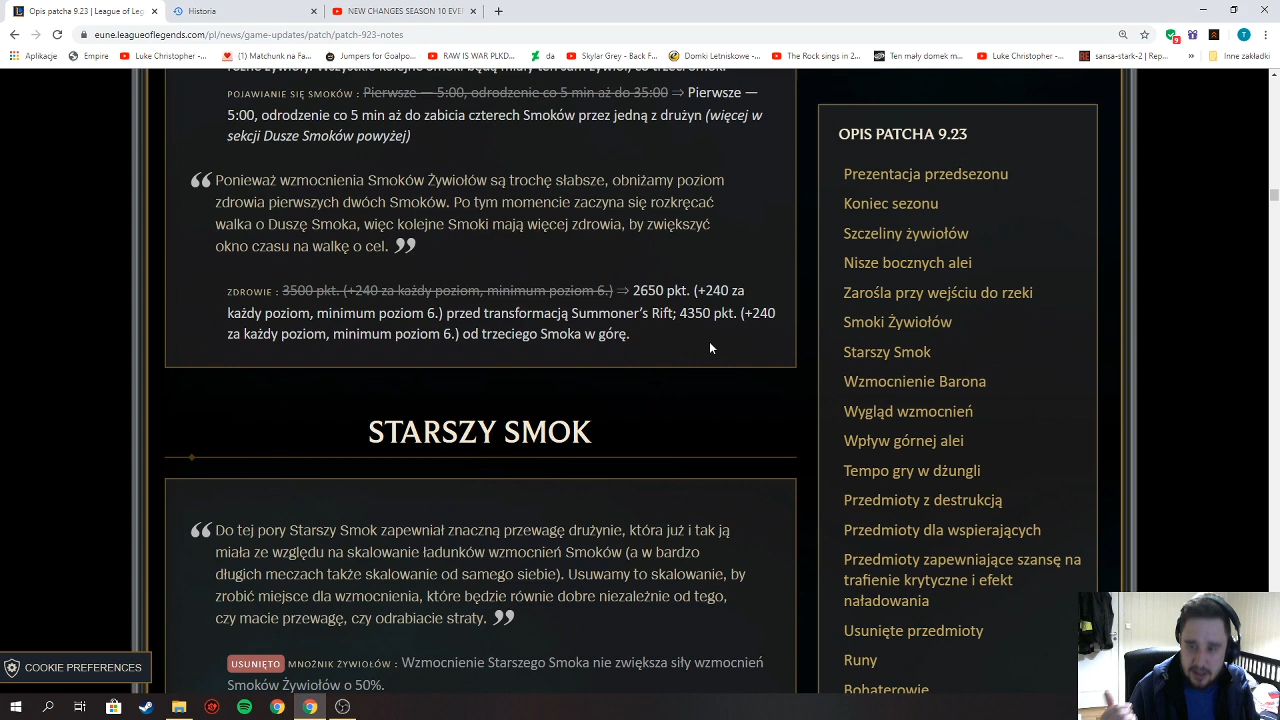 Opis patcha 9.23 | League of Leg
Historia
NEW CHANGES SEASON 10 EVE
eune.leagueoflegends.com/pl/news/game-updates/patch/patch-923-notes
Aplikacje
Empire
Luke Christopher -...
Matchunk na Fam...
Jumpers for Goalpo...
RAW IS WAR PLKD...
da
Skylar Grey - Back F...
Domki Letniskowe -...
The Rock sings in 2...
Ten mały domek m...
Luke Christopher -...
sansa-stark-2 | Rep...
Inne zakładki
POJAWIANIE SIĘ SMOKÓW : Pierwsze — 5:00, odrodzenie co 5 min aż do 35:00 ⇒ Pierwsze —
5:00, odrodzenie co 5 min aż do zabicia czterech Smoków przez jedną z drużyn (więcej w
sekcji Dusze Smoków powyżej)
Ponieważ wzmocnienia Smoków Żywiołów są trochę słabsze, obniżamy poziom
zdrowia pierwszych dwóch Smoków. Po tym momencie zaczyna się rozkręcać
walka o Duszę Smoka, więc kolejne Smoki mają więcej zdrowia, by zwiększyć
okno czasu na walkę o cel.
ZDROWIE : 3500 pkt. (+240 za każdy poziom, minimum poziom 6.) ⇒ 2650 pkt. (+240 za
każdy poziom, minimum poziom 6.) przed transformacją Summoner’s Rift; 4350 pkt. (+240
za każdy poziom, minimum poziom 6.) od trzeciego Smoka w górę.
STARSZY SMOK
Do tej pory Starszy Smok zapewniał znaczną przewagę drużynie, która już i tak ją
miała ze względu na skalowanie ładunków wzmocnień Smoków (a w bardzo
długich meczach także skalowanie od samego siebie). Usuwamy to skalowanie, by
zrobić miejsce dla wzmocnienia, które będzie równie dobre niezależnie od tego,
czy macie przewagę, czy odrabiacie straty.
USUNIĘTO MNOŻNIK ŻYWIOŁÓW : Wzmocnienie Starszego Smoka nie zwiększa siły wzmocnień
Smoków Żywiołów o 50%.
OPIS PATCHA 9.23
Prezentacja przedsezonu
Koniec sezonu
Szczeliny żywiołów
Nisze bocznych alei
Zarośla przy wejściu do rzeki
Smoki Żywiołów
Starszy Smok
Wzmocnienie Barona
Wygląd wzmocnień
Wpływ górnej alei
Tempo gry w dżungli
Przedmioty z destrukcją
Przedmioty dla wspierających
Przedmioty zapewniające szansę na
trafienie krytyczne i efekt
naładowania
Usunięte przedmioty
Runy
Bohaterowie
COOKIE PREFERENCES